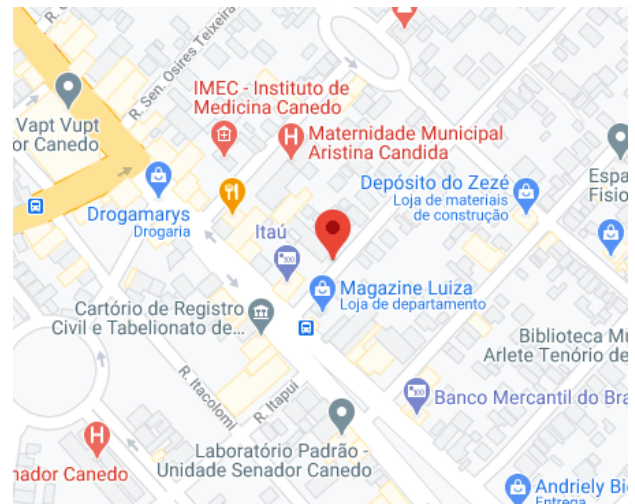 R. Sen. Osires Teixeira
IMEC - Instituto de
Medicina Canedo
Vapt Vupt
or Canedo
Maternidade Municipal
Aristina Candida
Depósito do Zezé
Loja de materiais
de construção
Espa
Fisio
Drogamarys
Drogaria
Itaú
Magazine Luiza
Loja de departamento
Cartório de Registro
Civil e Tabelionato de...
Biblioteca Mu
Arlete Tenório de
R. Itacolomi
R. Itapui
Banco Mercantil do Bra
Laboratório Padrão -
Unidade Senador Canedo
nador Canedo
Andriely Bi
Entrega